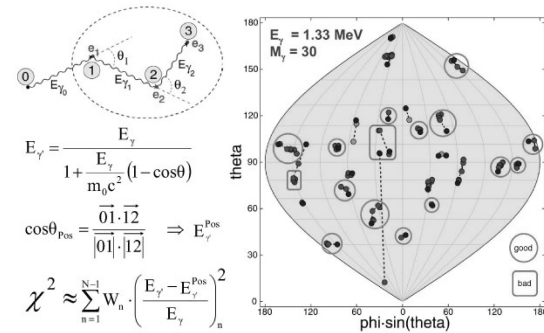 0
Eγ0
e1
1
θ1
Eγ1
2
e2
θ2
Eγ2
3
e3
Eγ' = Eγ / (1 + Eγ/m0c² (1 − cosθ))
cosθPos = 01·12 / |01|·|12| ⇒ Eγ'Pos
χ² ≈ Σ n=1 N−1 Wn · ((Eγ' − Eγ'Pos) / Eγ)²n
Eγ = 1.33 MeV
Mγ = 30
theta
180
150
120
90
60
30
0
good
bad
180 120 60 0 60 120 180
phi·sin(theta)